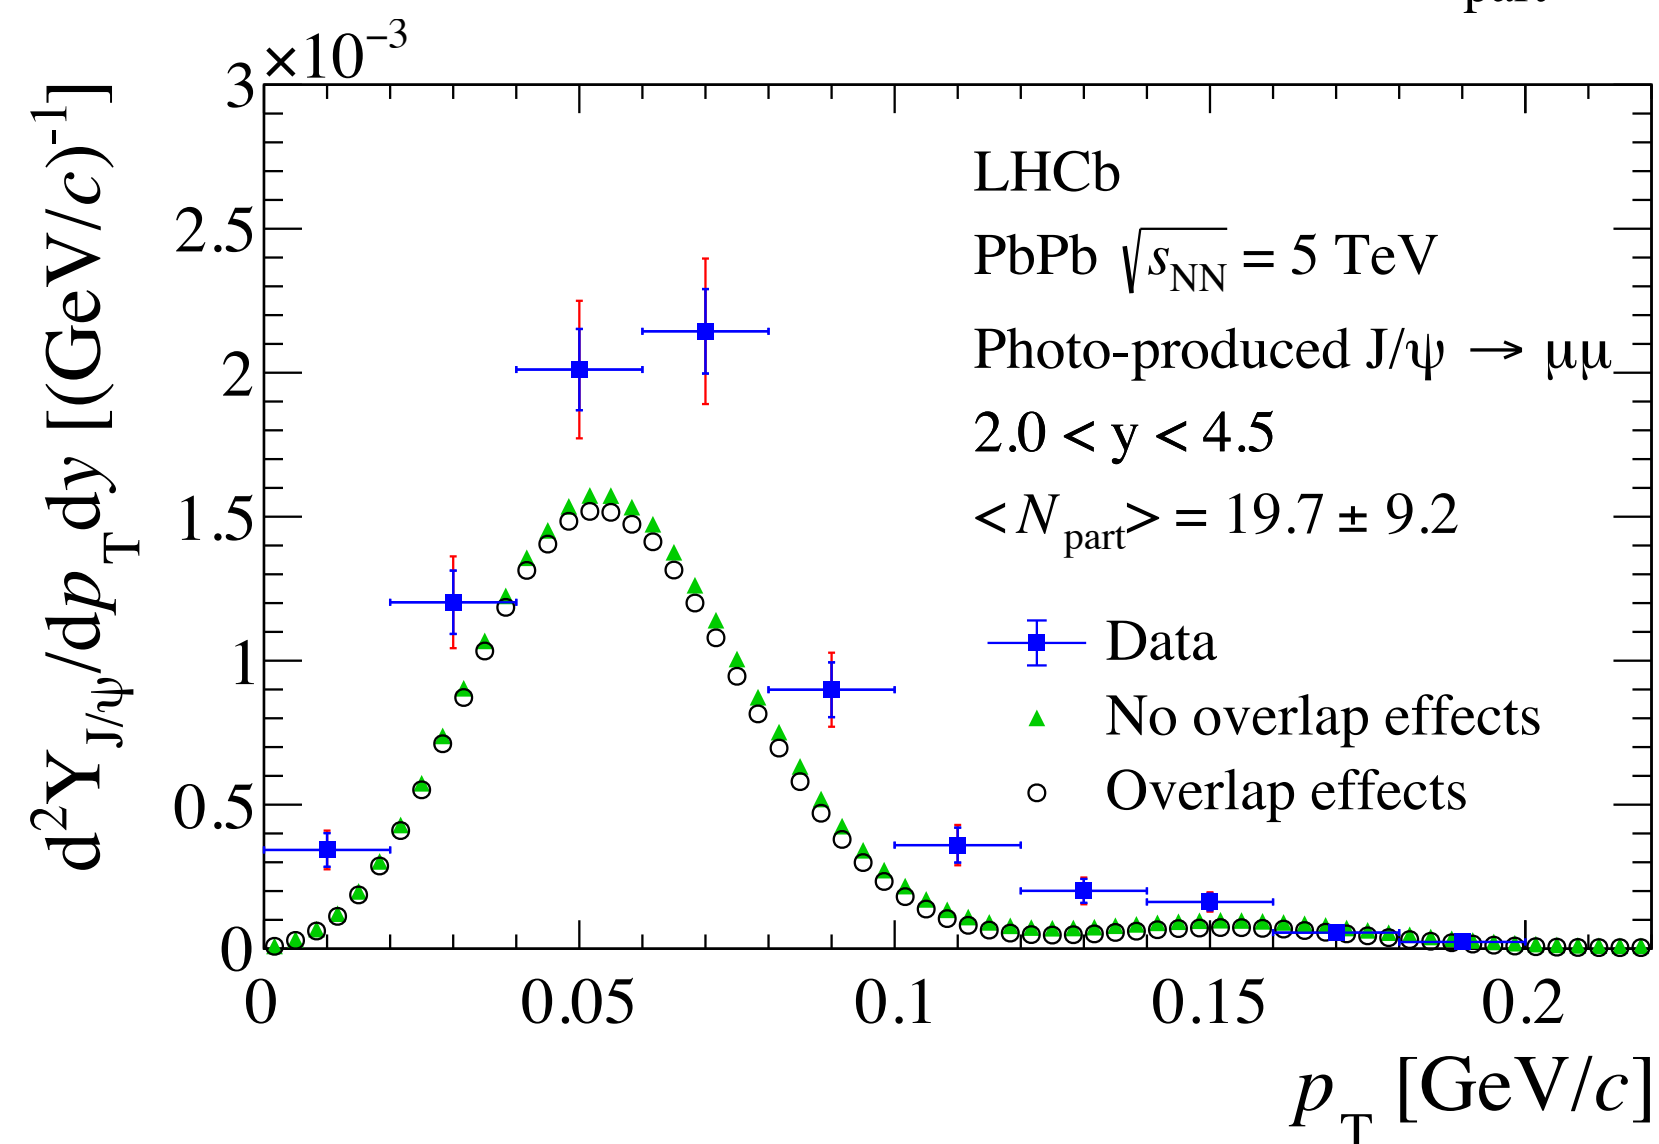 part
×10⁻³
3
2.5
2
1.5
1
0.5
0
d²Y_J/ψ/dp_T dy [(GeV/c)⁻¹]
LHCb
PbPb √s_NN = 5 TeV
Photo-produced J/ψ → μμ
2.0 < y < 4.5
<N_part> = 19.7 ± 9.2
Data
No overlap effects
Overlap effects
0 0.05 0.1 0.15 0.2
p_T [GeV/c]